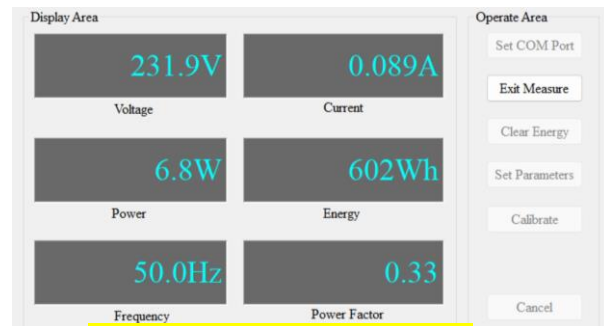 Display Area
Operate Area
231.9V
0.089A
Set COM Port
Voltage
Current
Exit Measure
Clear Energy
6.8W
602Wh
Set Parameters
Power
Energy
Calibrate
50.0Hz
0.33
Frequency
Power Factor
Cancel